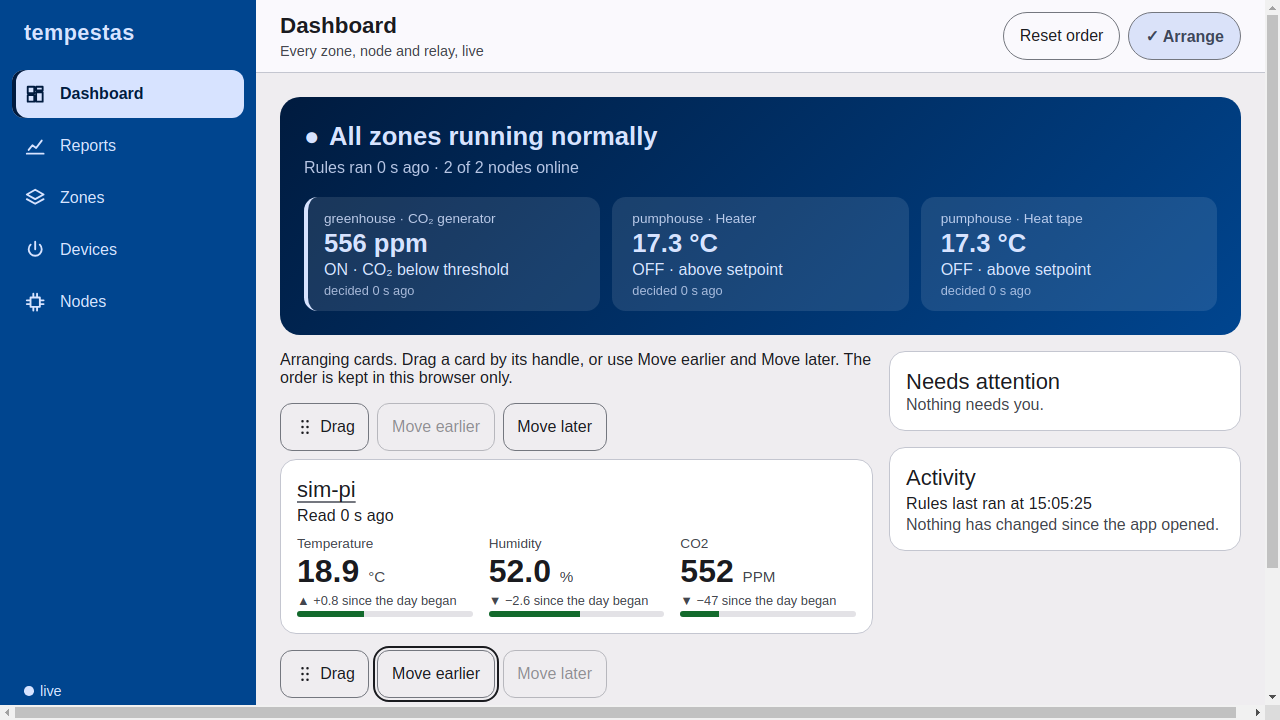 tempestas
Dashboard
Reports
Zones
Devices
Nodes
live
Dashboard
Every zone, node and relay, live
Reset order
✓ Arrange
● All zones running normally
Rules ran 0 s ago · 2 of 2 nodes online
greenhouse · CO₂ generator
556 ppm
ON · CO₂ below threshold
decided 0 s ago
pumphouse · Heater
17.3 °C
OFF · above setpoint
decided 0 s ago
pumphouse · Heat tape
17.3 °C
OFF · above setpoint
decided 0 s ago
Arranging cards. Drag a card by its handle, or use Move earlier and Move later. The
order is kept in this browser only.
Drag
Move earlier
Move later
sim-pi
Read 0 s ago
Temperature
18.9 °C
▲ +0.8 since the day began
Humidity
52.0 %
▼ −2.6 since the day began
CO2
552 PPM
▼ −47 since the day began
Drag
Move earlier
Move later
Needs attention
Nothing needs you.
Activity
Rules last ran at 15:05:25
Nothing has changed since the app opened.